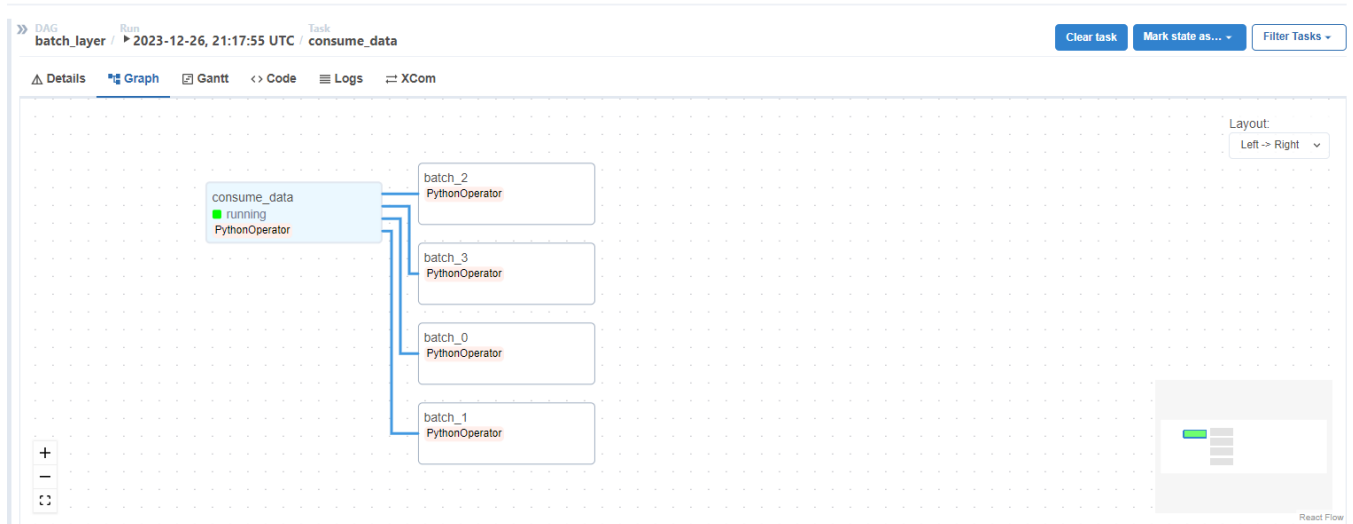 DAG Run Task
batch_layer / 2023-12-26, 21:17:55 UTC / consume_data
Clear task Mark state as... Filter Tasks
Details Graph Gantt <> Code Logs XCom
Layout:
Left -> Right
consume_data
running
PythonOperator
batch_2
PythonOperator
batch_3
PythonOperator
batch_0
PythonOperator
batch_1
PythonOperator
React Flow